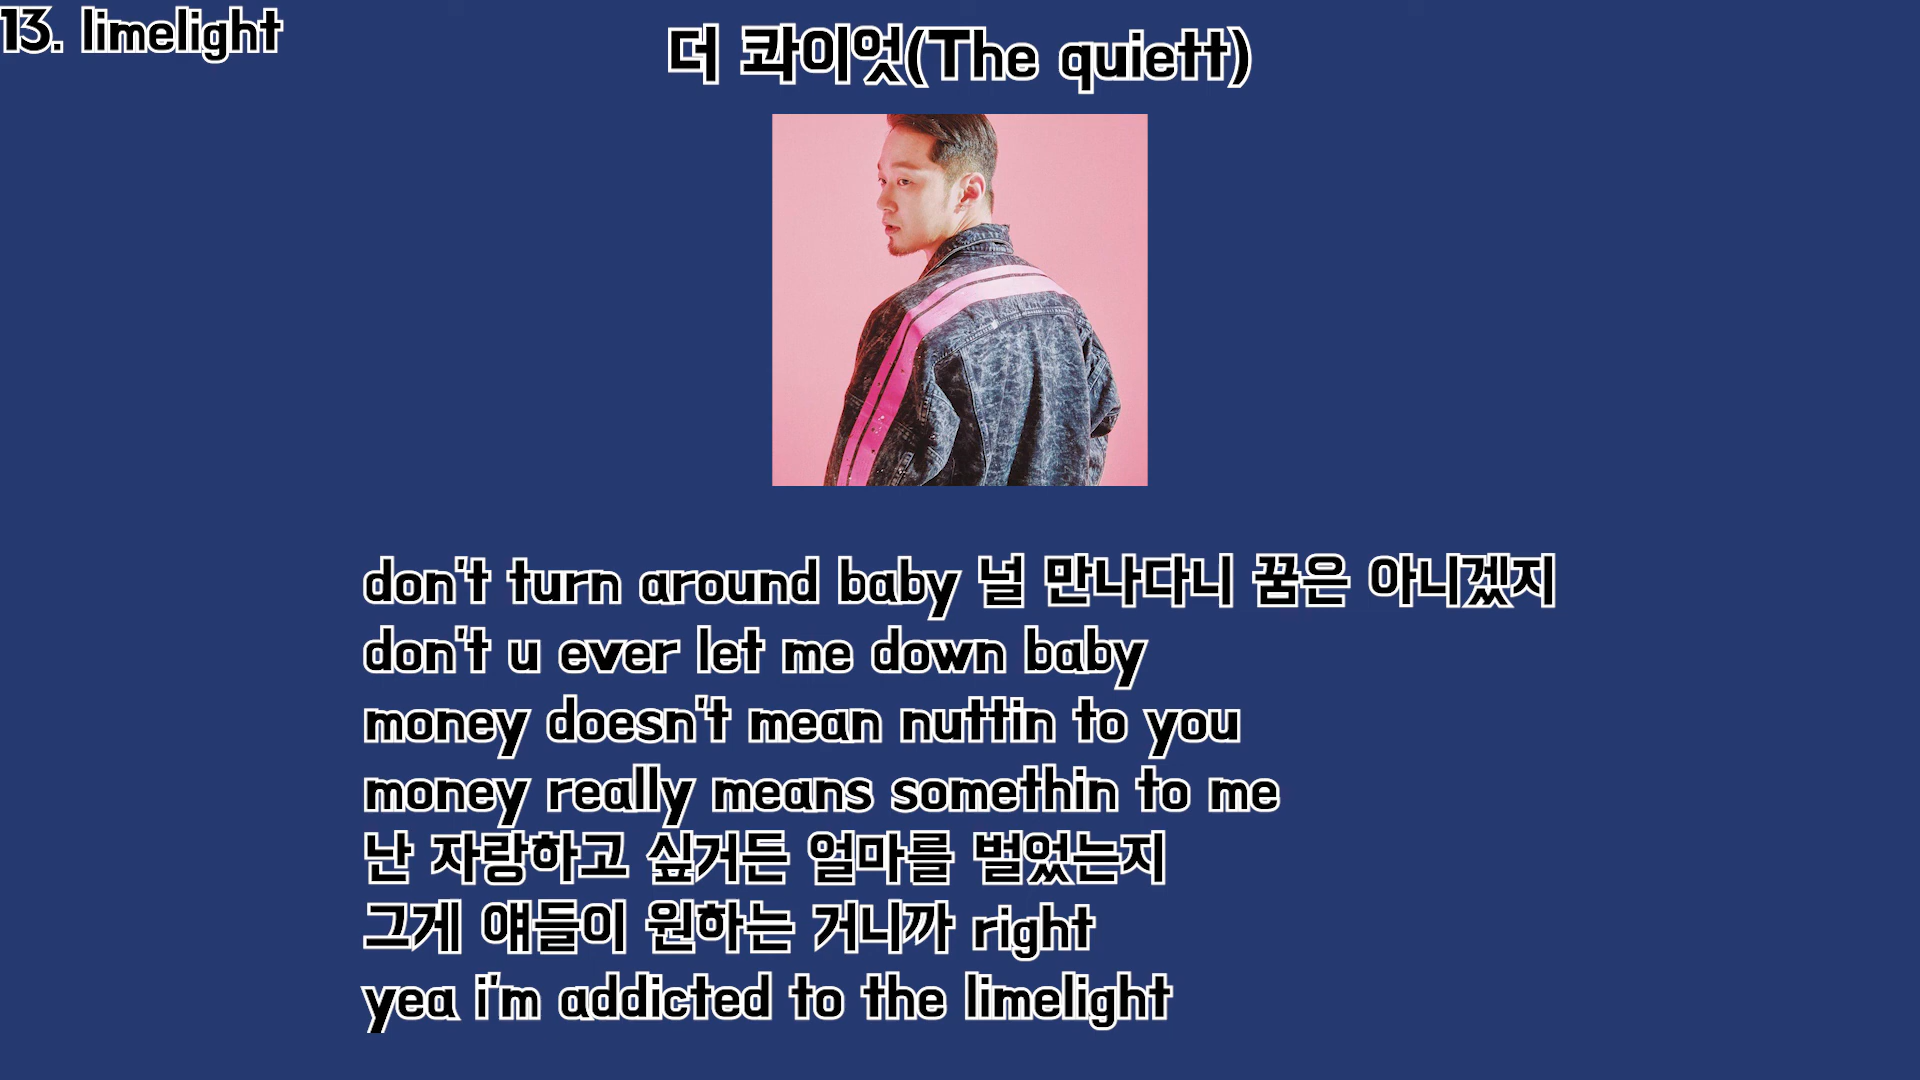 13. limelight
더 콰이엇(The quiett)
don't turn around baby 널 만나다니 꿈은 아니겠지
don't u ever let me down baby
money doesn't mean nuttin to you
money really means somethin to me
난 자랑하고 싶거든 얼마를 벌었는지
그게 얘들이 원하는 거니까 right
yea i'm addicted to the limelight